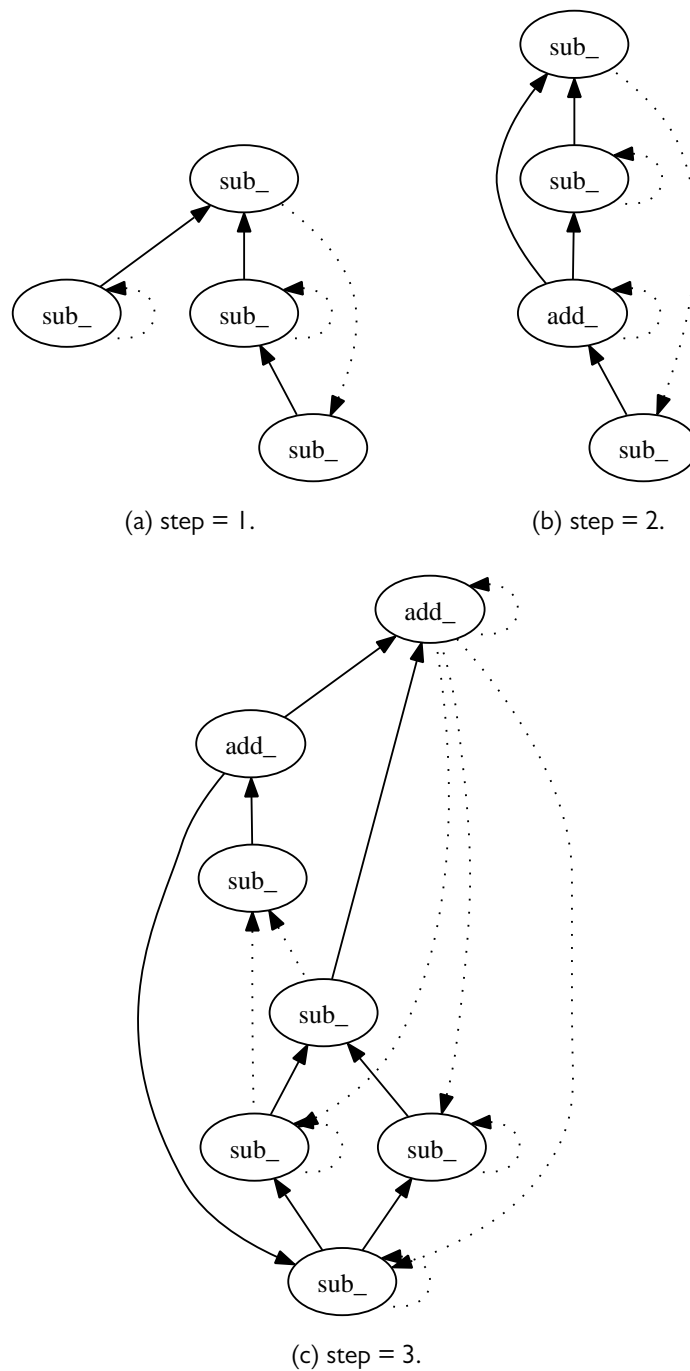 sub_
sub_
sub_
sub_
(a) step = 1.
sub_
sub_
add_
sub_
(b) step = 2.
add_
add_
sub_
sub_
sub_
sub_
sub_
(c) step = 3.